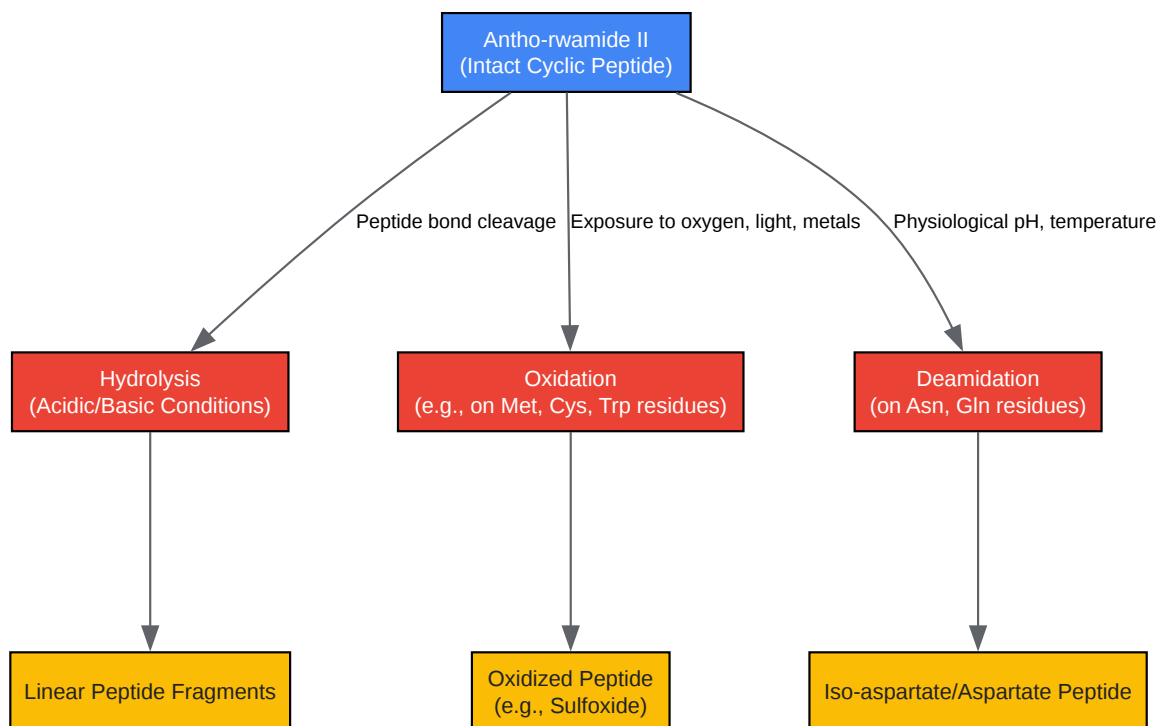 Antho-rwamide II
(Intact Cyclic Peptide)
Peptide bond cleavage
Exposure to oxygen, light, metals
Physiological pH, temperature
Hydrolysis
(Acidic/Basic Conditions)
Oxidation
(e.g., on Met, Cys, Trp residues)
Deamidation
(on Asn, Gln residues)
Linear Peptide Fragments
Oxidized Peptide
(e.g., Sulfoxide)
Iso-aspartate/Aspartate Peptide